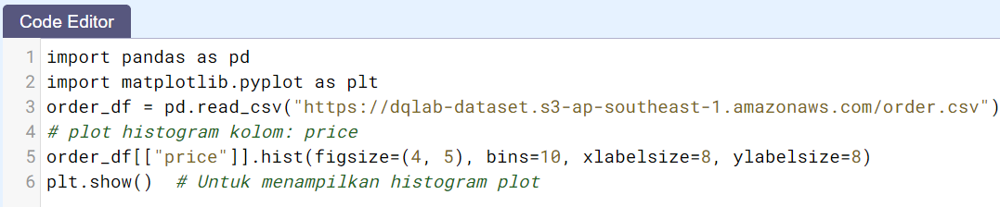 Code Editor
1 import pandas as pd
2 import matplotlib.pyplot as plt
3 order_df = pd.read_csv("https://dqlab-dataset.s3-ap-southeast-1.amazonaws.com/order.csv")
4 # plot histogram kolom: price
5 order_df[["price"]].hist(figsize=(4, 5), bins=10, xlabelsize=8, ylabelsize=8)
6 plt.show()  # Untuk menampilkan histogram plot